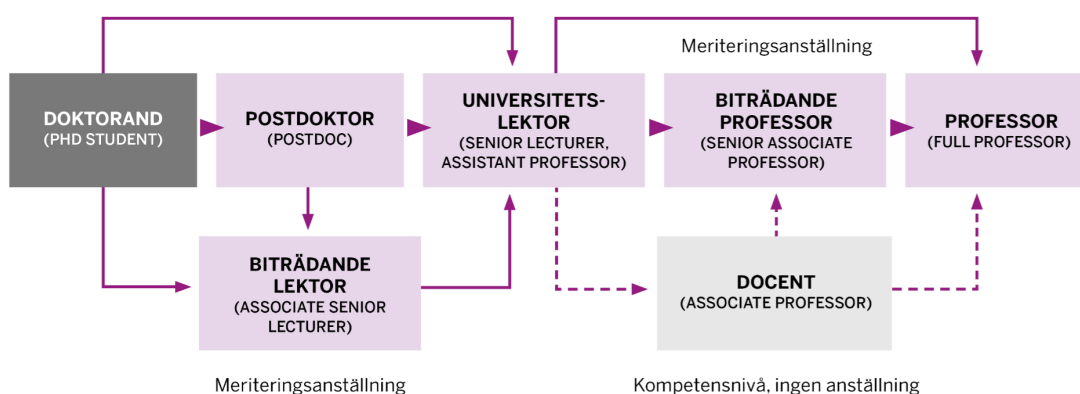 Meriteringsanställning
DOKTORAND
(PHD STUDENT)
POSTDOKTOR
(POSTDOC)
UNIVERSITETS-
LEKTOR
(SENIOR LECTURER,
ASSISTANT PROFESSOR)
BITRÄDANDE
PROFESSOR
(SENIOR ASSOCIATE
PROFESSOR)
PROFESSOR
(FULL PROFESSOR)
BITRÄDANDE
LEKTOR
(ASSOCIATE SENIOR
LECTURER)
DOCENT
(ASSOCIATE PROFESSOR)
Meriteringsanställning
Kompetensnivå, ingen anställning